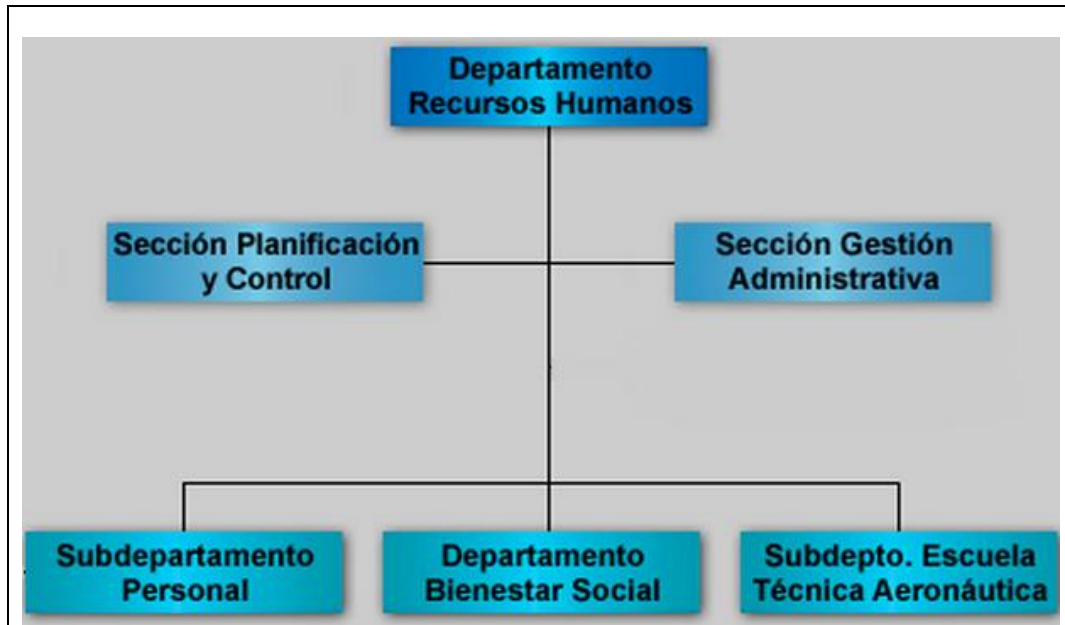 Departamento
Recursos Humanos
Sección Planificación
y Control
Sección Gestión
Administrativa
Subdepartamento
Personal
Departamento
Bienestar Social
Subdepto. Escuela
Técnica Aeronáutica